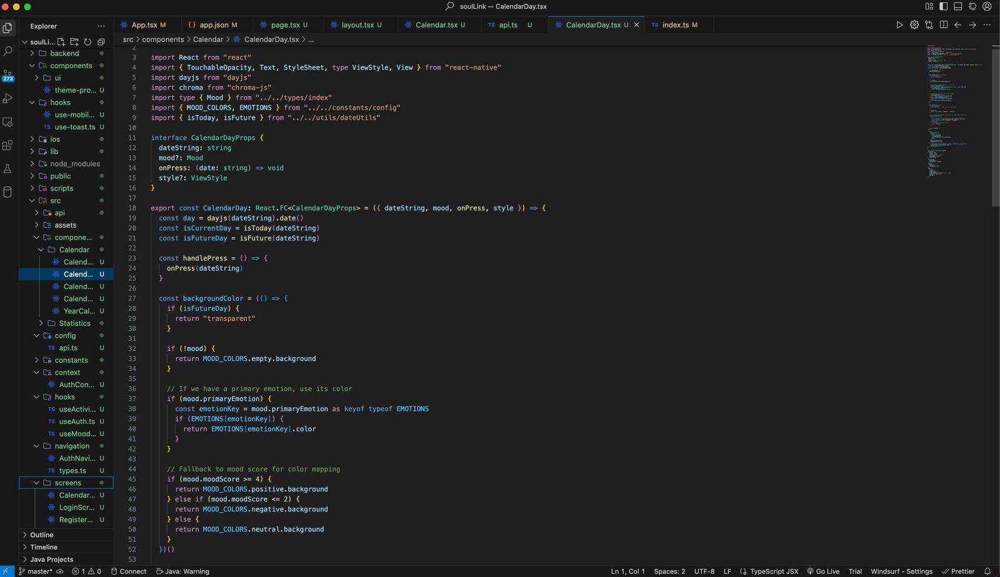 soulLink — CalendarDay.tsx
Explorer
App.tsx M
{ } app.json M
page.tsx U
layout.tsx U
Calendar.tsx U
TS api.ts U
CalendarDay.tsx U
TS index.ts M
src > components > Calendar > CalendarDay.tsx > ...
soulLi...
backend
components
ui
theme-pro... U
hooks
use-mobil... U
TS use-toast.ts U
ios
lib
node_modules
public
scripts
src
api
assets
compone...
Calendar
Calend... U
Calend... U
Calend... U
Calend... U
YearCal... U
Statistics
config
TS api.ts U
constants
context
AuthCon... U
hooks
TS useActivi... U
TS useAuth.ts U
TS useMood... U
navigation
AuthNavi... U
TS types.ts U
screens
Calendar... U
LoginScr... U
Register... U
Outline
Timeline
Java Projects
273
2
3 import React from "react"
4 import { TouchableOpacity, Text, StyleSheet, type ViewStyle, View } from "react-native"
5 import dayjs from "dayjs"
6 import chroma from "chroma-js"
7 import type { Mood } from "../../types/index"
8 import { MOOD_COLORS, EMOTIONS } from "../../constants/config"
9 import { isToday, isFuture } from "../../utils/dateUtils"
10
11 interface CalendarDayProps {
12 dateString: string
13 mood?: Mood
14 onPress: (date: string) => void
15 style?: ViewStyle
16 }
17
18 export const CalendarDay: React.FC<CalendarDayProps> = ({ dateString, mood, onPress, style }) => {
19 const day = dayjs(dateString).date()
20 const isCurrentDay = isToday(dateString)
21 const isFutureDay = isFuture(dateString)
22
23 const handlePress = () => {
24 onPress(dateString)
25 }
26
27 const backgroundColor = (() => {
28 if (isFutureDay) {
29 return "transparent"
30 }
31
32 if (!mood) {
33 return MOOD_COLORS.empty.background
34 }
35
36 // If we have a primary emotion, use its color
37 if (mood.primaryEmotion) {
38 const emotionKey = mood.primaryEmotion as keyof typeof EMOTIONS
39 if (EMOTIONS[emotionKey]) {
40 return EMOTIONS[emotionKey].color
41 }
42 }
43
44 // Fallback to mood score for color mapping
45 if (mood.moodScore >= 4) {
46 return MOOD_COLORS.positive.background
47 } else if (mood.moodScore <= 2) {
48 return MOOD_COLORS.negative.background
49 } else {
50 return MOOD_COLORS.neutral.background
51 }
52 })()
53
master* 1 0 Connect Java: Warning
Ln 1, Col 1 Spaces: 2 UTF-8 LF {} TypeScript JSX Go Live Trial Windsurf - Settings Prettier